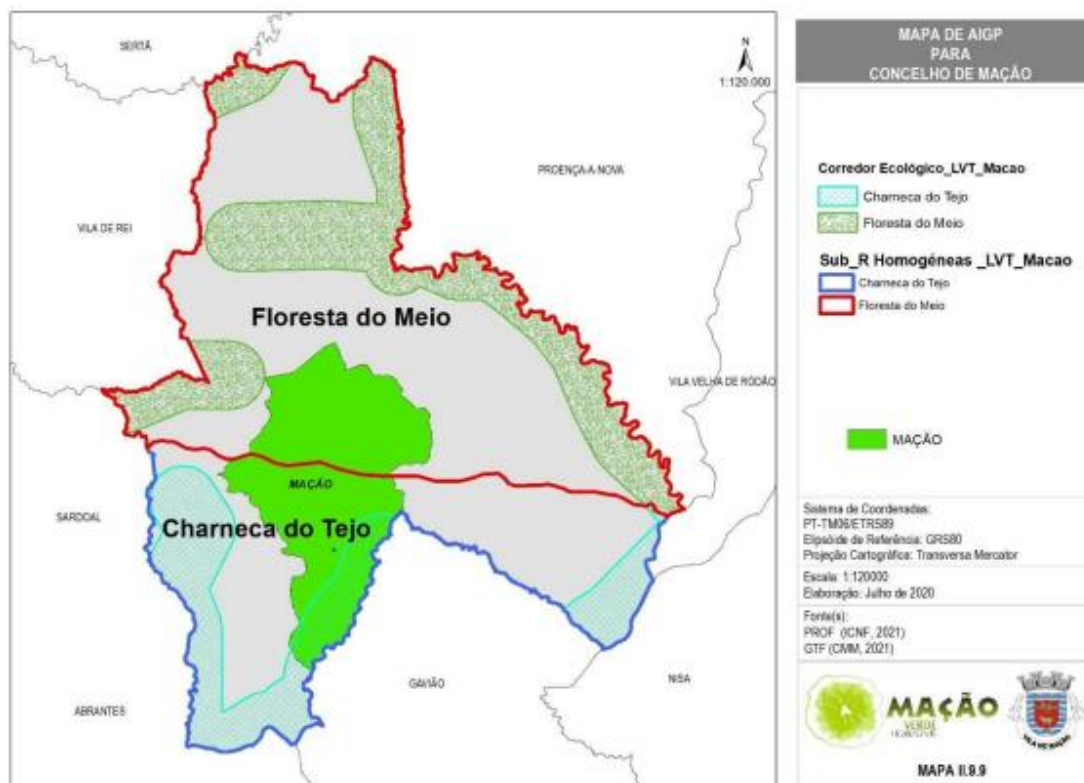 SERTÃ
N
1:120.000
PROENÇA-A-NOVA
VILA DE REI
Floresta do Meio
VILA VELHA DE RÓDÃO
MAÇÃO
SARDOAL
Charneca do Tejo
ABRANTES
GAVIÃO
NISA
MAPA DE AIGP
PARA
CONCELHO DE MAÇÃO
Corredor Ecológico_LVT_Macao
Charneca do Tejo
Floresta do Meio
Sub_R Homogéneas _LVT_Macao
Charneca do Tejo
Floresta do Meio
MAÇÃO
Sistema de Coordenadas:
PT-TM06/ETRS89
Elipsóide de Referência: GRS80
Projeção Cartográfica: Transversa Mercator
Escala: 1:120000
Elaboração: Julho de 2020
Fonte(s):
PROF (ICNF, 2021)
GTF (CMM, 2021)
MAÇÃO
VERDE
VILA DE MAÇÃO
MAPA II.9.9